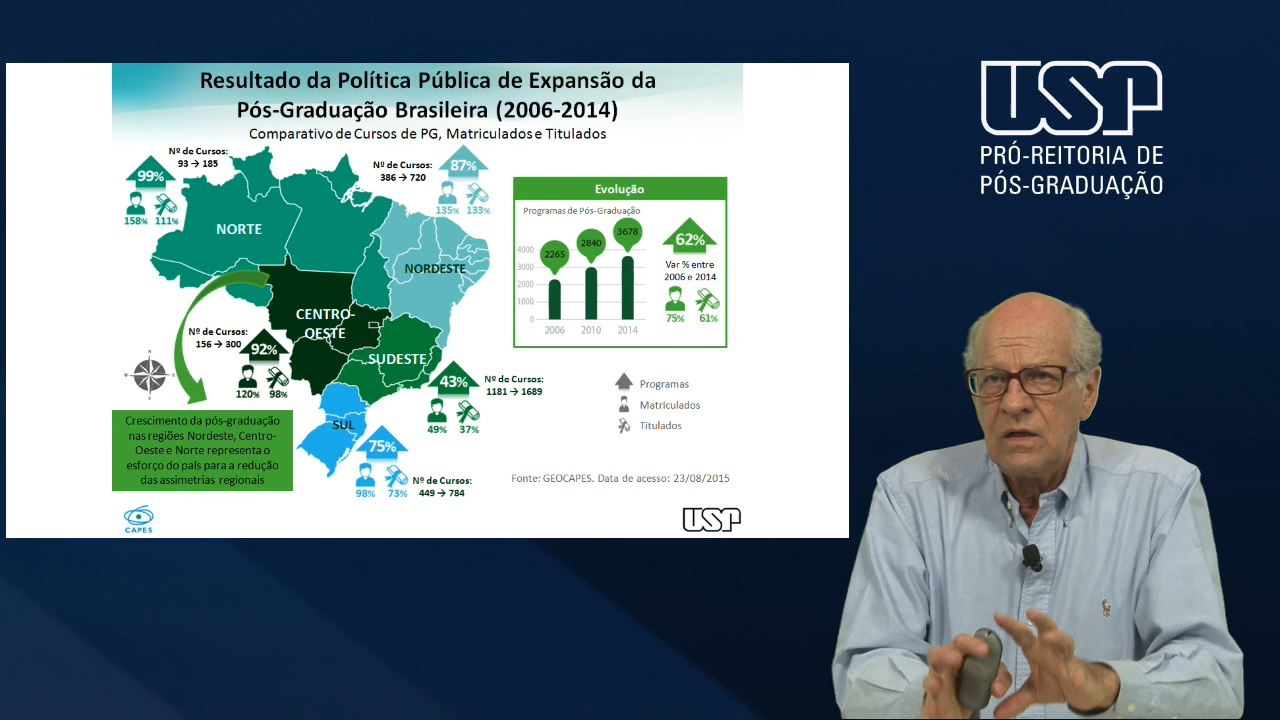 Resultado da Política Pública de Expansão da
Pós-Graduação Brasileira (2006-2014)
Comparativo de Cursos de PG, Matriculados e Titulados
Nº de Cursos:
93 → 185
99%
158% 111%
NORTE
Nº de Cursos:
386 → 720
87%
135% 133%
NORDESTE
Nº de Cursos:
156 → 300
92%
120% 98%
CENTRO-
OESTE
SUDESTE
43%
49% 37%
Nº de Cursos:
1181 → 1689
SUL
75%
98% 73%
Nº de Cursos:
449 → 784
Crescimento da pós-graduação
nas regiões Nordeste, Centro-
Oeste e Norte representa o
esforço do país para a redução
das assimetrias regionais
Evolução
Programas de Pós-Graduação
4000
3000
2000
1000
0
2265
2840
3678
2006 2010 2014
62%
Var % entre
2006 e 2014
75% 61%
Programas
Matriculados
Titulados
Fonte: GEOCAPES. Data de acesso: 23/08/2015
CAPES
USP
USP
PRÓ-REITORIA DE
PÓS-GRADUAÇÃO